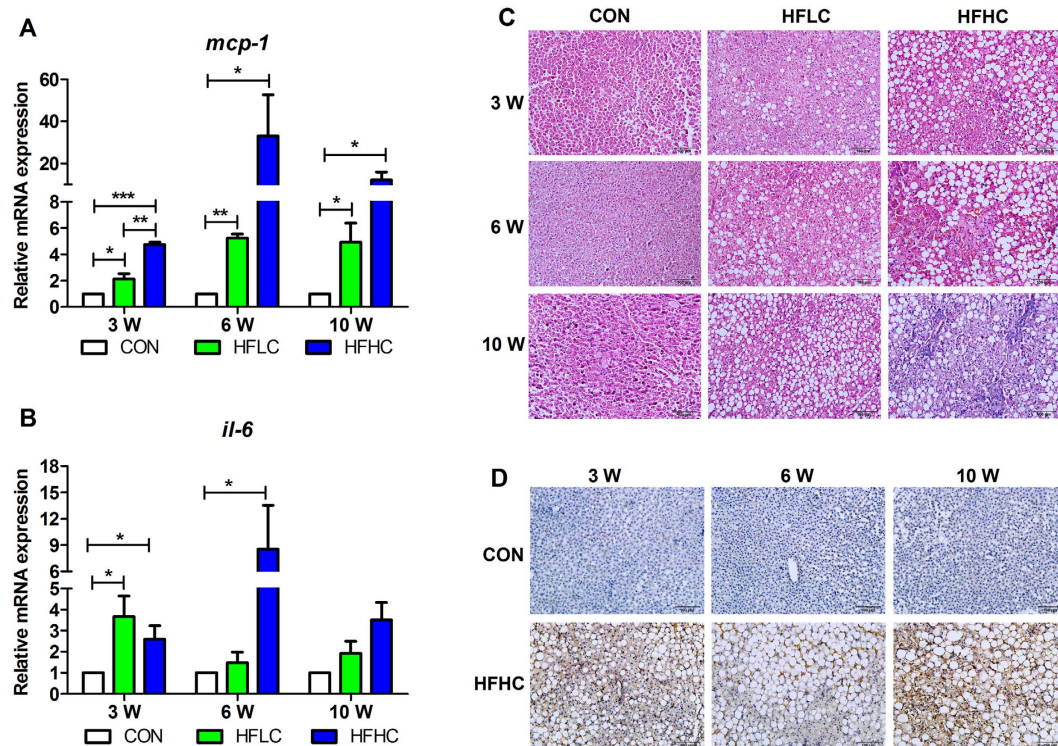 A
mcp-1
Relative mRNA expression
60
40
20
8
6
4
2
0
***
**
*
**
*
*
*
3 W
6 W
10 W
CON
HFLC
HFHC
B
il-6
Relative mRNA expression
18
15
12
9
6
5
4
3
2
1
0
*
*
*
3 W
6 W
10 W
CON
HFLC
HFHC
C
CON
HFLC
HFHC
3 W
6 W
10 W
D
3 W
6 W
10 W
CON
HFHC